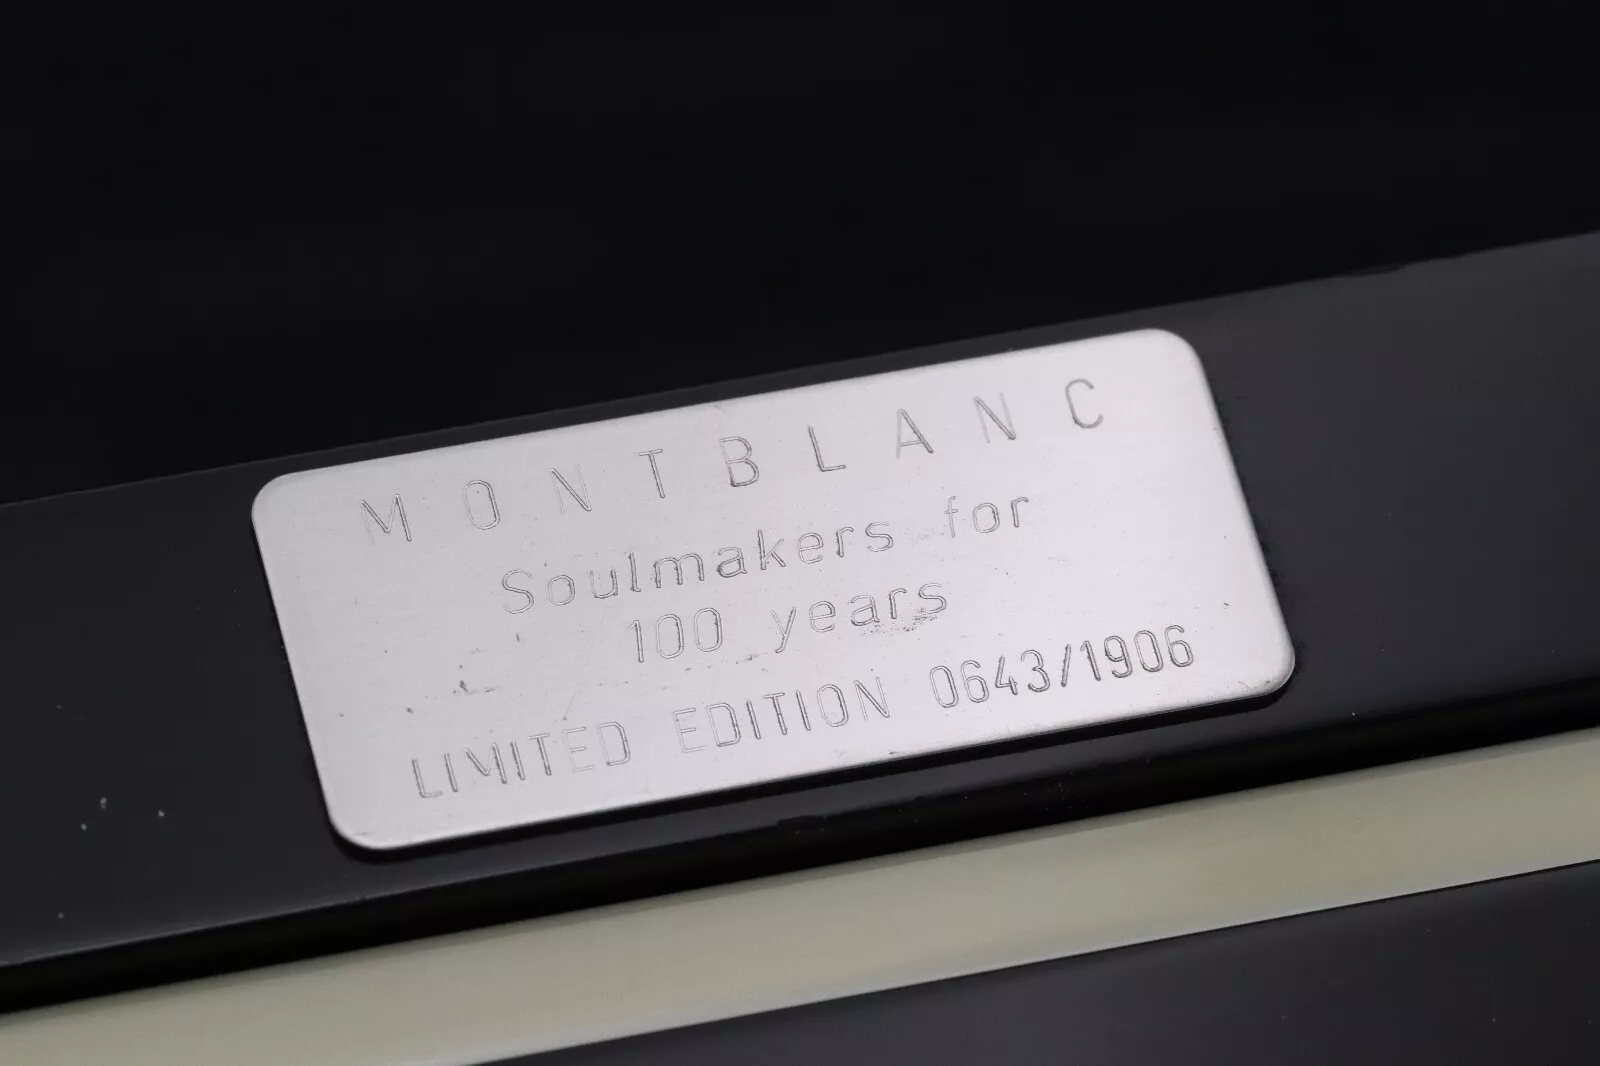 MONTBLANC
Soulmakers for
100 years
LIMITED EDITION 0643/1906